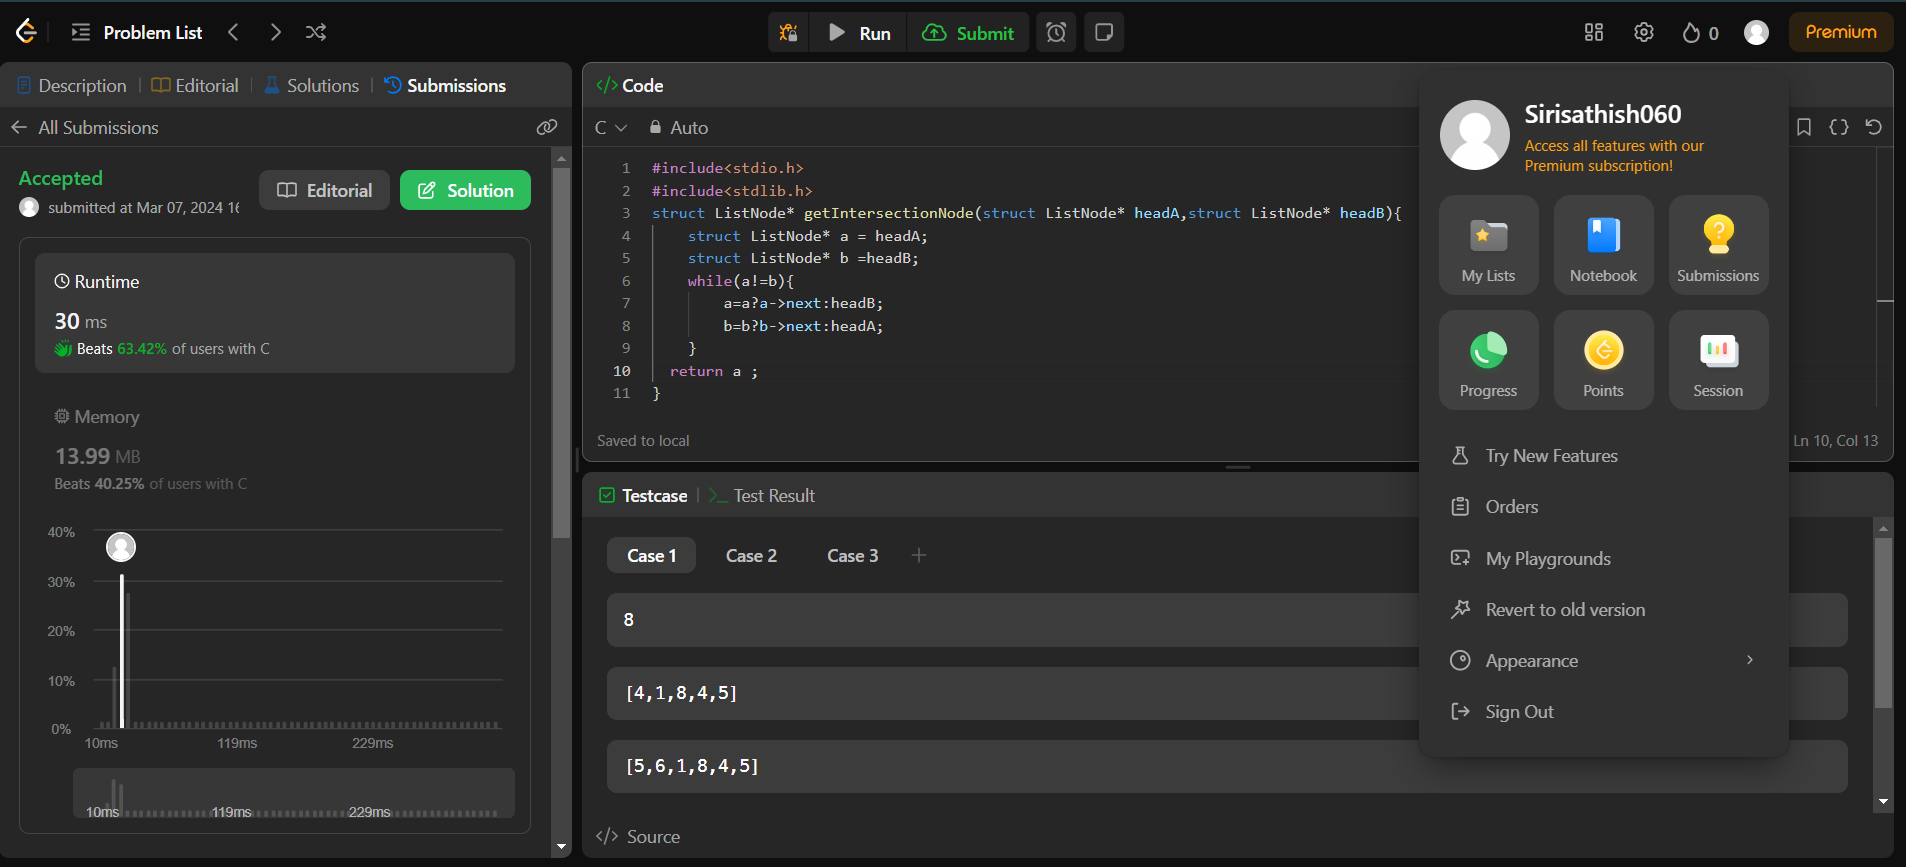 Problem List
Run
Submit
0
Premium
Description
Editorial
Solutions
Submissions
All Submissions
Accepted
submitted at Mar 07, 2024 16
Editorial
Solution
Runtime
30 ms
Beats 63.42% of users with C
Memory
13.99 MB
Beats 40.25% of users with C
40%
30%
20%
10%
0%
10ms
119ms
229ms
10ms
119ms
229ms
</> Code
C
Auto
1 #include<stdio.h>
2 #include<stdlib.h>
3 struct ListNode* getIntersectionNode(struct ListNode* headA,struct ListNode* headB){
4 struct ListNode* a = headA;
5 struct ListNode* b =headB;
6 while(a!=b){
7 a=a?a->next:headB;
8 b=b?b->next:headA;
9 }
10 return a ;
11 }
Saved to local
Ln 10, Col 13
Testcase
>_ Test Result
Case 1
Case 2
Case 3
+
8
[4,1,8,4,5]
[5,6,1,8,4,5]
</> Source
Sirisathish060
Access all features with our
Premium subscription!
My Lists
Notebook
Submissions
Progress
Points
Session
Try New Features
Orders
My Playgrounds
Revert to old version
Appearance
Sign Out